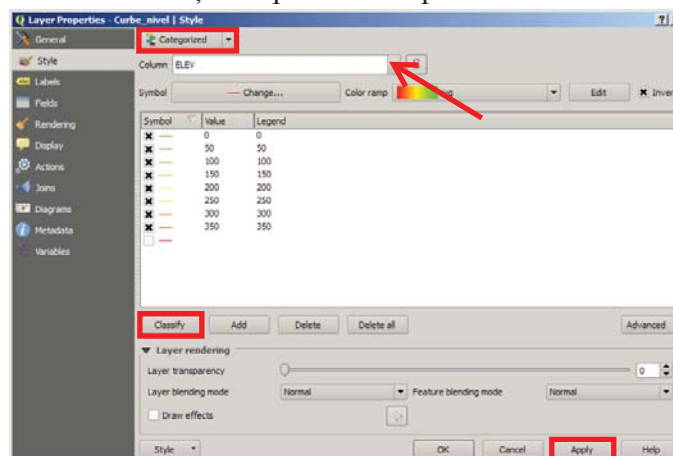 Layer Properties - Curbe_nivel | Style
General
Style
Labels
Fields
Rendering
Display
Actions
Joins
Diagrams
Metadata
Variables
Categorized
Column ELEV
Symbol Change... Color ramp Edit Inver
Symbol Value Legend
0 0
50 50
100 100
150 150
200 200
250 250
300 300
350 350
Classify Add Delete Delete all Advanced
Layer rendering
Layer transparency 0
Layer blending mode Normal Feature blending mode Normal
Draw effects
Style OK Cancel Apply Help